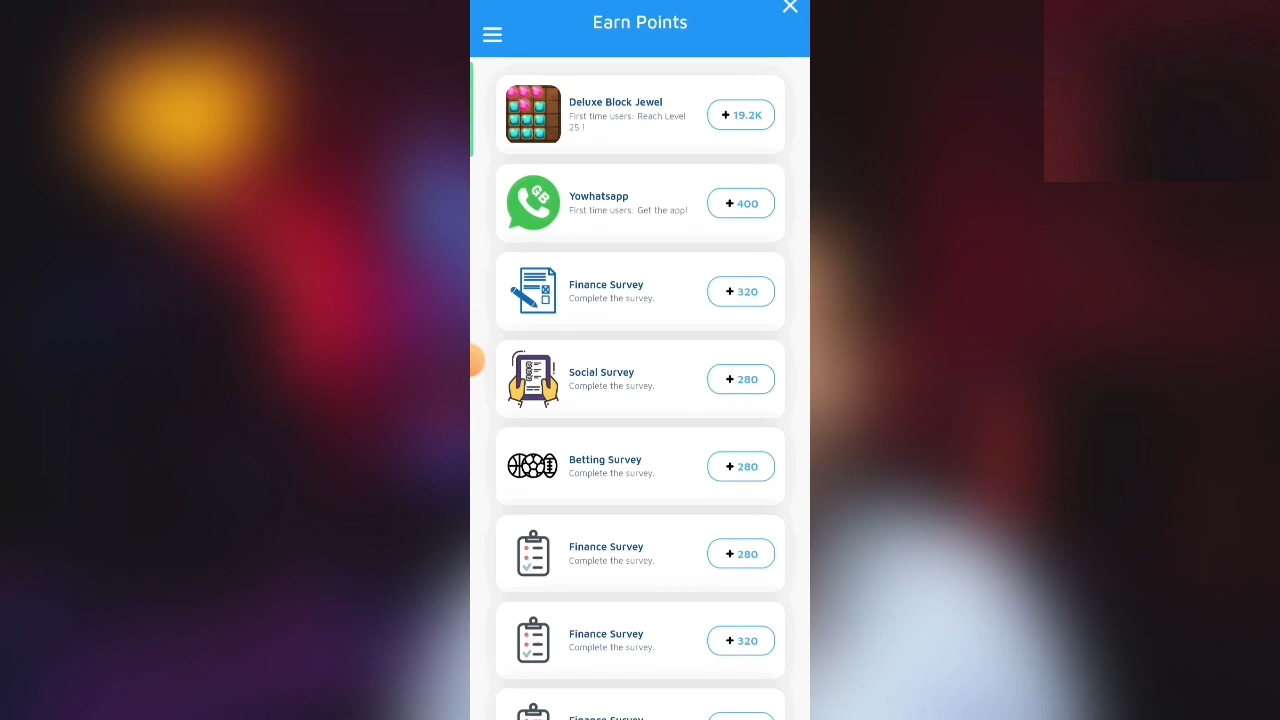 Earn Points
Deluxe Block Jewel
First time users: Reach Level
25 !
+ 19.2K
GB
Yowhatsapp
First time users: Get the app!
+ 400
Finance Survey
Complete the survey.
+ 320
Social Survey
Complete the survey.
+ 280
Betting Survey
Complete the survey.
+ 280
Finance Survey
Complete the survey.
+ 280
Finance Survey
Complete the survey.
+ 320
Finance Survey